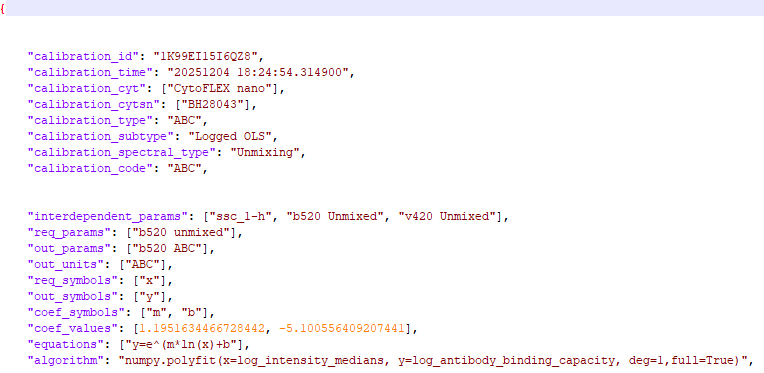 {
"calibration_id": "1K99EI15I6QZ8",
"calibration_time": "20251204 18:24:54.314900",
"calibration_cyt": ["CytoFLEX nano"],
"calibration_cytsn": ["BH28043"],
"calibration_type": "ABC",
"calibration_subtype": "Logged OLS",
"calibration_spectral_type": "Unmixing",
"calibration_code": "ABC",
"interdependent_params": ["ssc_1-h", "b520 Unmixed", "v420 Unmixed"],
"req_params": ["b520 unmixed"],
"out_params": ["b520 ABC"],
"out_units": ["ABC"],
"req_symbols": ["x"],
"out_symbols": ["y"],
"coef_symbols": ["m", "b"],
"coef_values": [1.1951634466728442, -5.100556409207441],
"equations": ["y=e^(m*ln(x)+b"],
"algorithm": "numpy.polyfit(x=log_intensity_medians, y=log_antibody_binding_capacity, deg=1,full=True)",